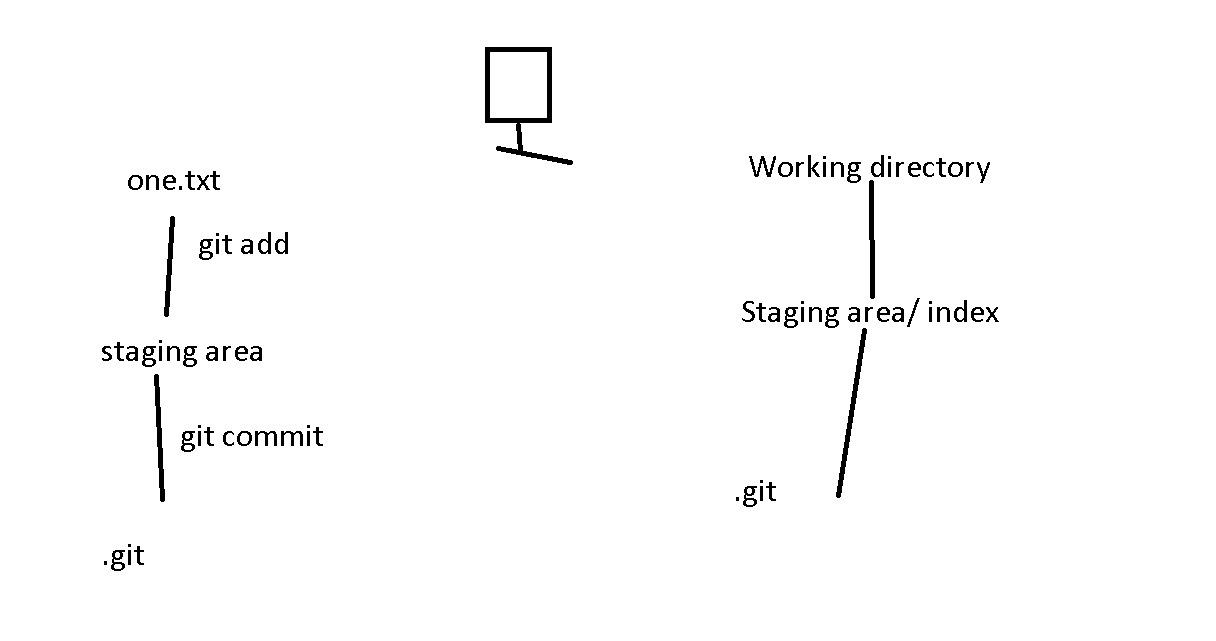 one.txt
git add
staging area
git commit
.git
Working directory
Staging area/ index
.git